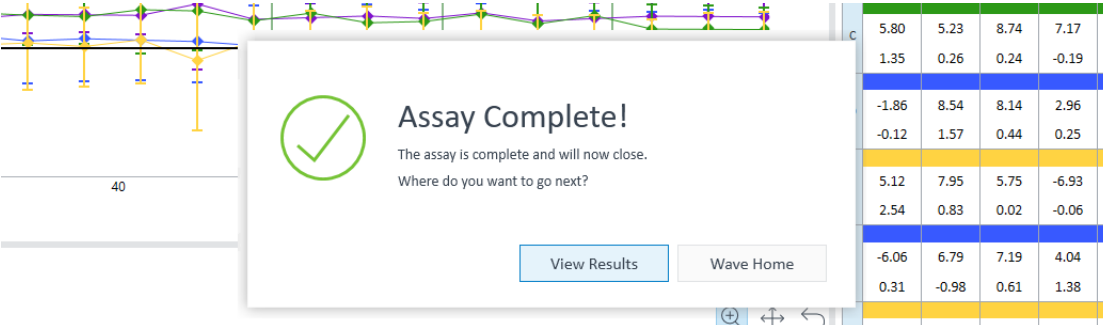 C
5.80 5.23 8.74 7.17
1.35 0.26 0.24 -0.19
-1.86 8.54 8.14 2.96
-0.12 1.57 0.44 0.25
Assay Complete!
The assay is complete and will now close.
Where do you want to go next?
40
5.12 7.95 5.75 -6.93
2.54 0.83 0.02 -0.06
View Results Wave Home
-6.06 6.79 7.19 4.04
0.31 -0.98 0.61 1.38